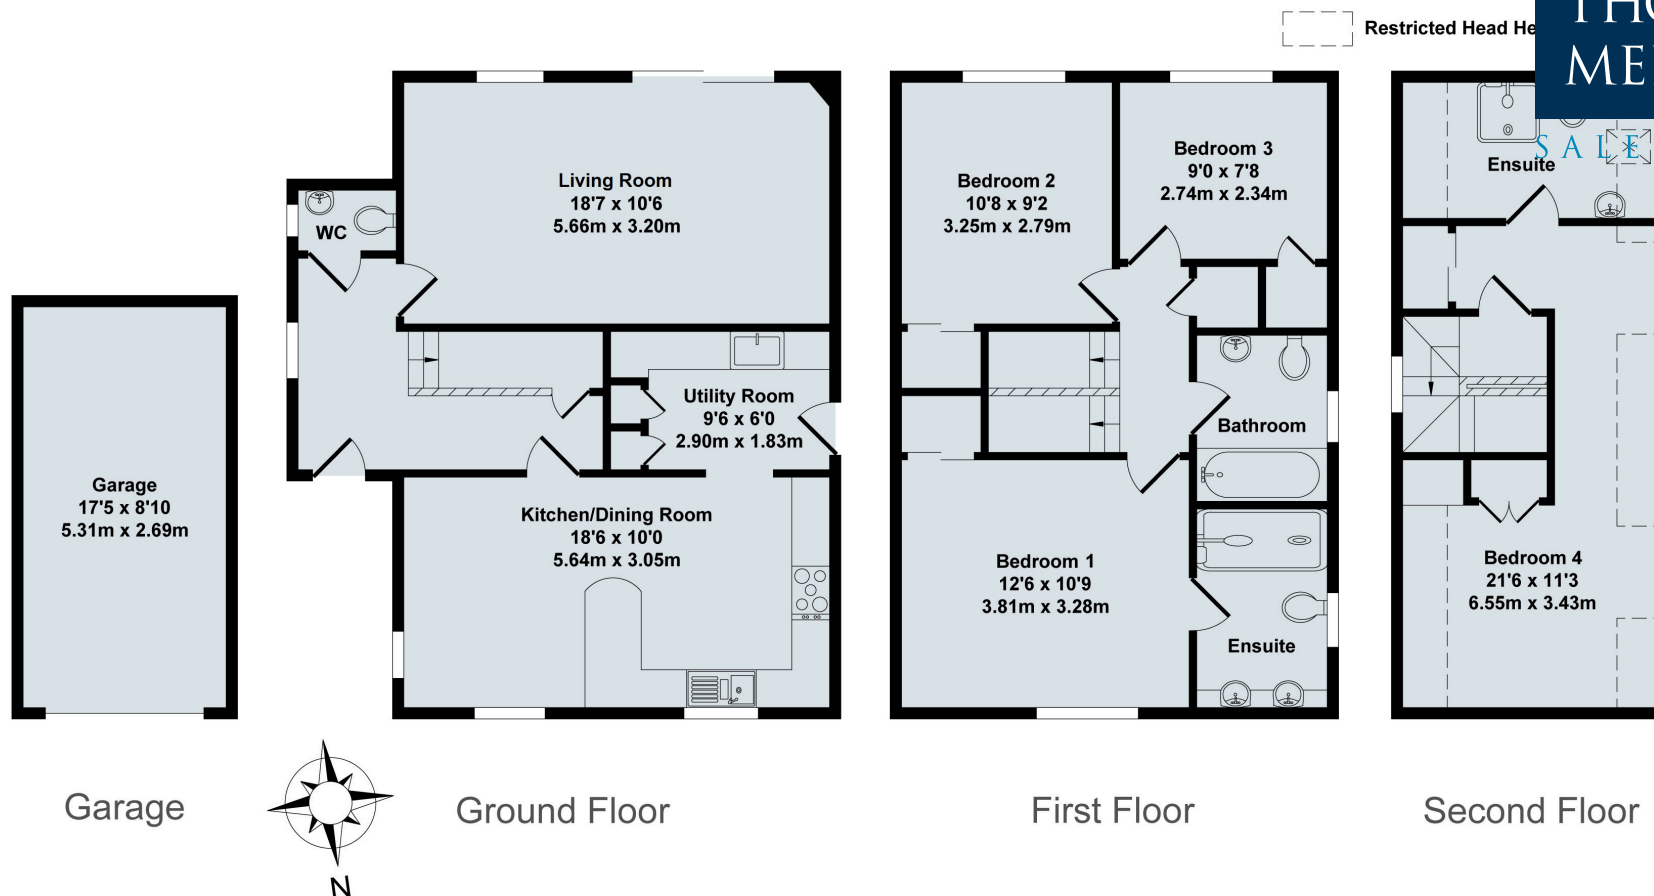 Restricted Head He
ME
SALE
Living Room
18'7 x 10'6
5.66m x 3.20m
WC
Utility Room
9'6 x 6'0
2.90m x 1.83m
Kitchen/Dining Room
18'6 x 10'0
5.64m x 3.05m
Garage
17'5 x 8'10
5.31m x 2.69m
Bedroom 2
10'8 x 9'2
3.25m x 2.79m
Bedroom 3
9'0 x 7'8
2.74m x 2.34m
Bathroom
Bedroom 1
12'6 x 10'9
3.81m x 3.28m
Ensuite
Ensuite
Bedroom 4
21'6 x 11'3
6.55m x 3.43m
Garage
N
Ground Floor
First Floor
Second Floor